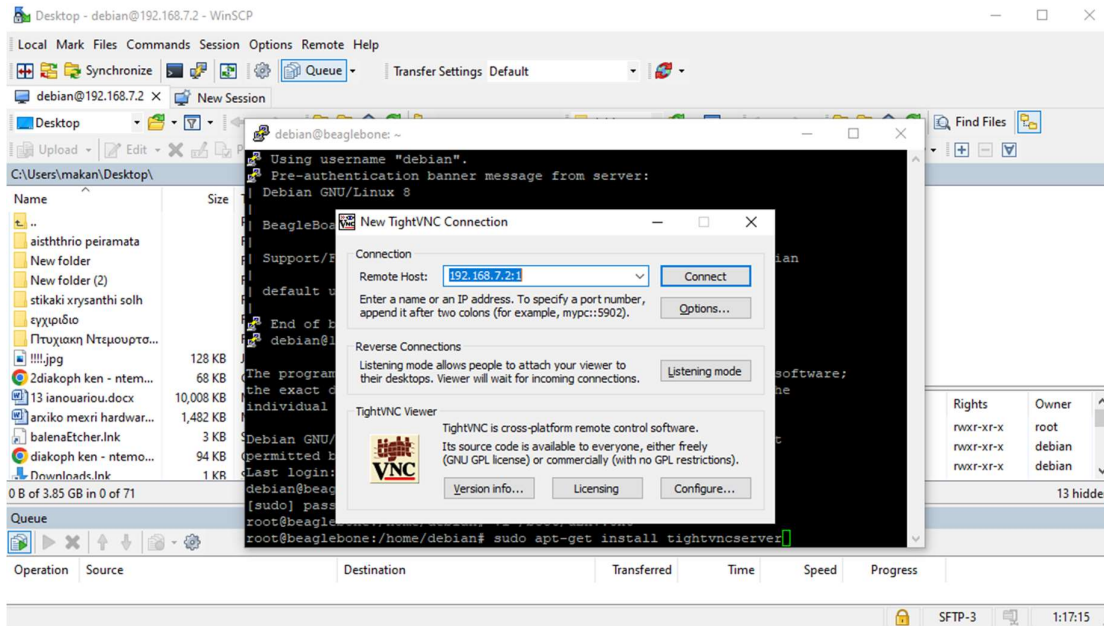 Desktop - debian@192.168.7.2 - WinSCP
Local Mark Files Commands Session Options Remote Help
Synchronize Queue Transfer Settings Default
debian@192.168.7.2 × New Session
Desktop
Find Files
Upload Edit
C:\Users\makan\Desktop\
Name Size
..
aisththrio peiramata
New folder
New folder (2)
stikaki xrysanthi solh
εγχιριδιο
Πτυχιακη Ντεμουρτσ...
!!!!.jpg 128 KB
2diakoph ken - ntem... 68 KB
13 ianouariou.docx 10,008 KB
arxiko mexri hardwar... 1,482 KB
balenaEtcher.lnk 3 KB
diakoph ken - ntemo... 94 KB
Downloads.lnk 1 KB
0 B of 3.85 GB in 0 of 71
debian@beaglebone: ~
Using username "debian".
Pre-authentication banner message from server:
| Debian GNU/Linux 8
|
| BeagleBoa
|
| Support/F ian
|
| default u
|
End of b
debian@1
The program software;
the exact d he
individual
Debian GNU/ t
permitted b
Last login:
debian@beag
[sudo] pass
root@beaglebone:/home/debian#
root@beaglebone:/home/debian# sudo apt-get install tightvncserver
New TightVNC Connection
Connection
Remote Host: 192.168.7.2:1 Connect
Enter a name or an IP address. To specify a port number,
append it after two colons (for example, mypc::5902).
Options...
Reverse Connections
Listening mode allows people to attach your viewer to
their desktops. Viewer will wait for incoming connections.
Listening mode
TightVNC Viewer
tight VNC
TightVNC is cross-platform remote control software.
Its source code is available to everyone, either freely
(GNU GPL license) or commercially (with no GPL restrictions).
Version info... Licensing Configure...
Rights Owner
rwxr-xr-x root
rwxr-xr-x debian
rwxr-xr-x debian
13 hidde
Queue
Operation Source Destination Transferred Time Speed Progress
SFTP-3 1:17:15